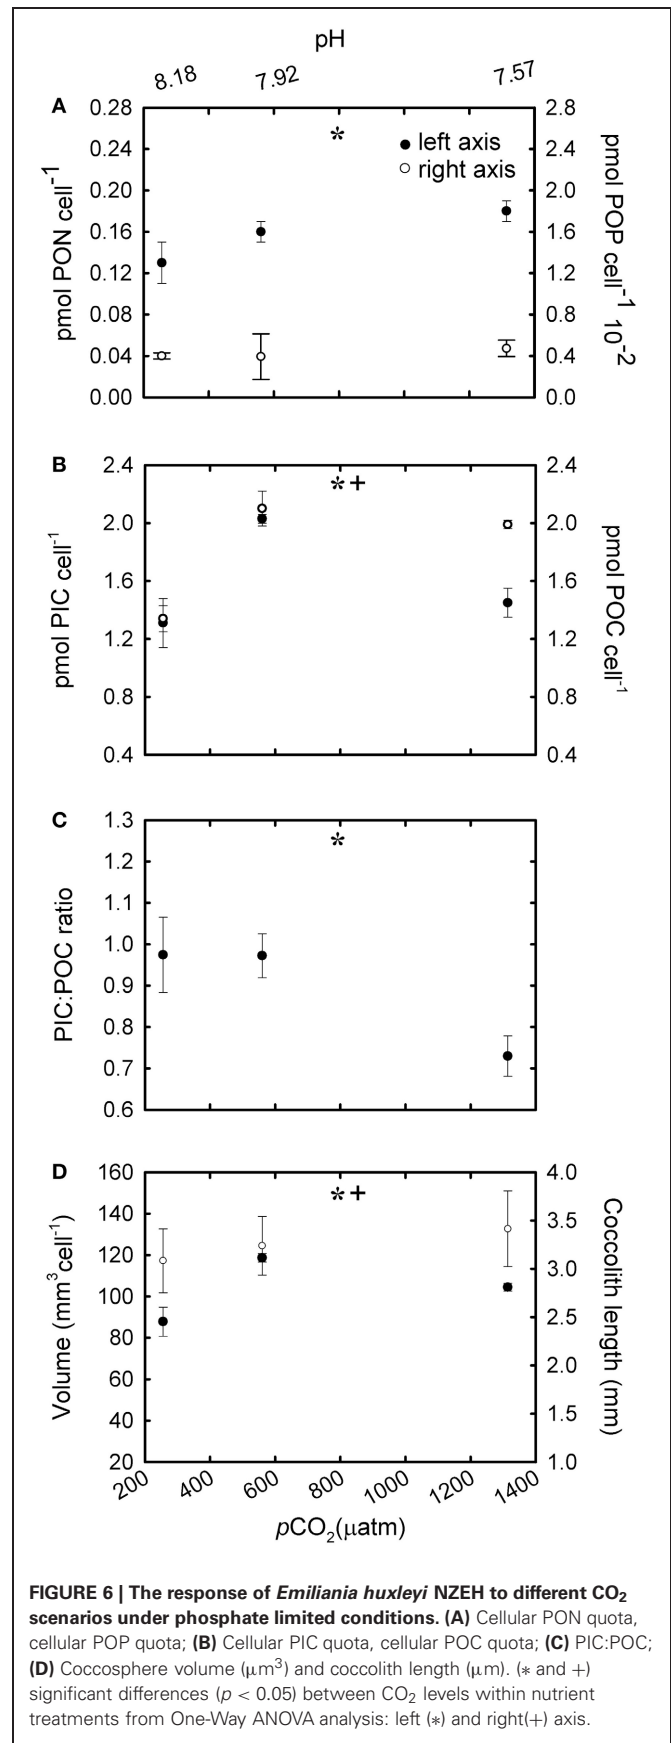 pH
8.18 7.92 7.57
A
0.28 2.8
*
● left axis
○ right axis
0.24 2.4
0.20 2.0
0.16 1.6
0.12 1.2
0.08 0.8
0.04 0.4
0.00 0.0
pmol PON cell⁻¹
pmol POP cell⁻¹ 10⁻²
B
2.4 2.4
*+
2.0 2.0
1.6 1.6
1.2 1.2
0.8 0.8
0.4 0.4
pmol PIC cell⁻¹
pmol POC cell⁻¹
C
1.3
*
1.2
1.1
1.0
0.9
0.8
0.7
0.6
PIC:POC ratio
D
160 4.0
*+
140 3.5
120 3.0
100 2.5
80 2.0
60 1.5
40 1.0
20
Volume (mm³cell⁻¹)
Coccolith length (mm)
200 400 600 800 1000 1200 1400
pCO₂(μatm)
FIGURE 6 | The response of Emiliania huxleyi NZEH to different CO₂
scenarios under phosphate limited conditions. (A) Cellular PON quota,
cellular POP quota; (B) Cellular PIC quota, cellular POC quota; (C) PIC:POC;
(D) Coccosphere volume (μm³) and coccolith length (μm). (* and +)
significant differences (p < 0.05) between CO₂ levels within nutrient
treatments from One-Way ANOVA analysis: left (*) and right(+) axis.